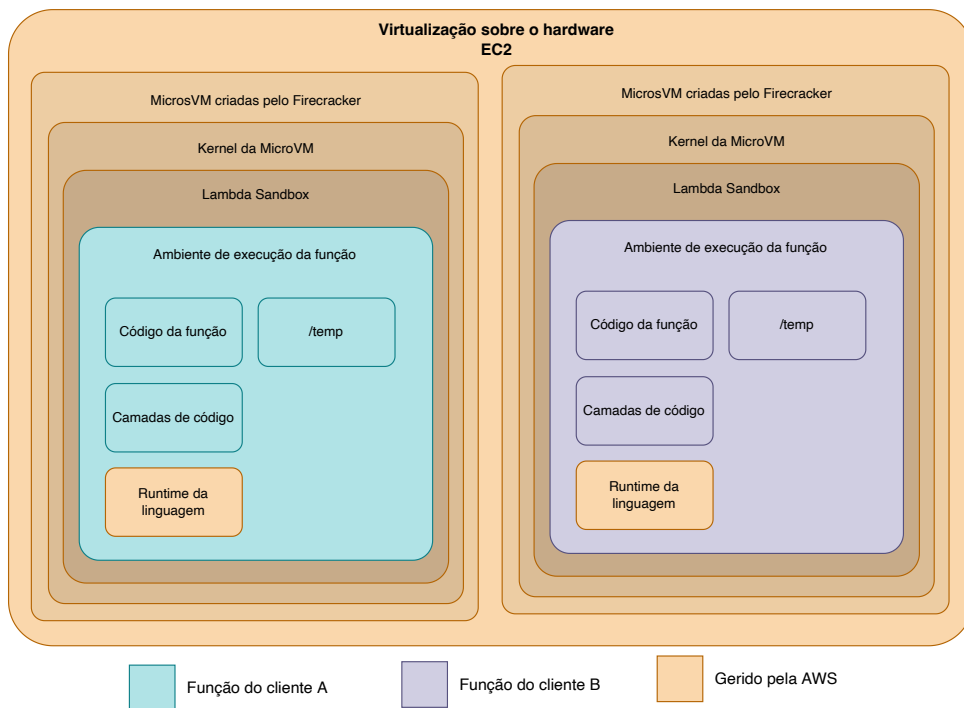 Virtualização sobre o hardware
EC2
MicrosVM criadas pelo Firecracker
Kernel da MicroVM
Lambda Sandbox
Ambiente de execução da função
Código da função
/temp
Camadas de código
Runtime da
linguagem
MicrosVM criadas pelo Firecracker
Kernel da MicroVM
Lambda Sandbox
Ambiente de execução da função
Código da função
/temp
Camadas de código
Runtime da
linguagem
Função do cliente A
Função do cliente B
Gerido pela AWS